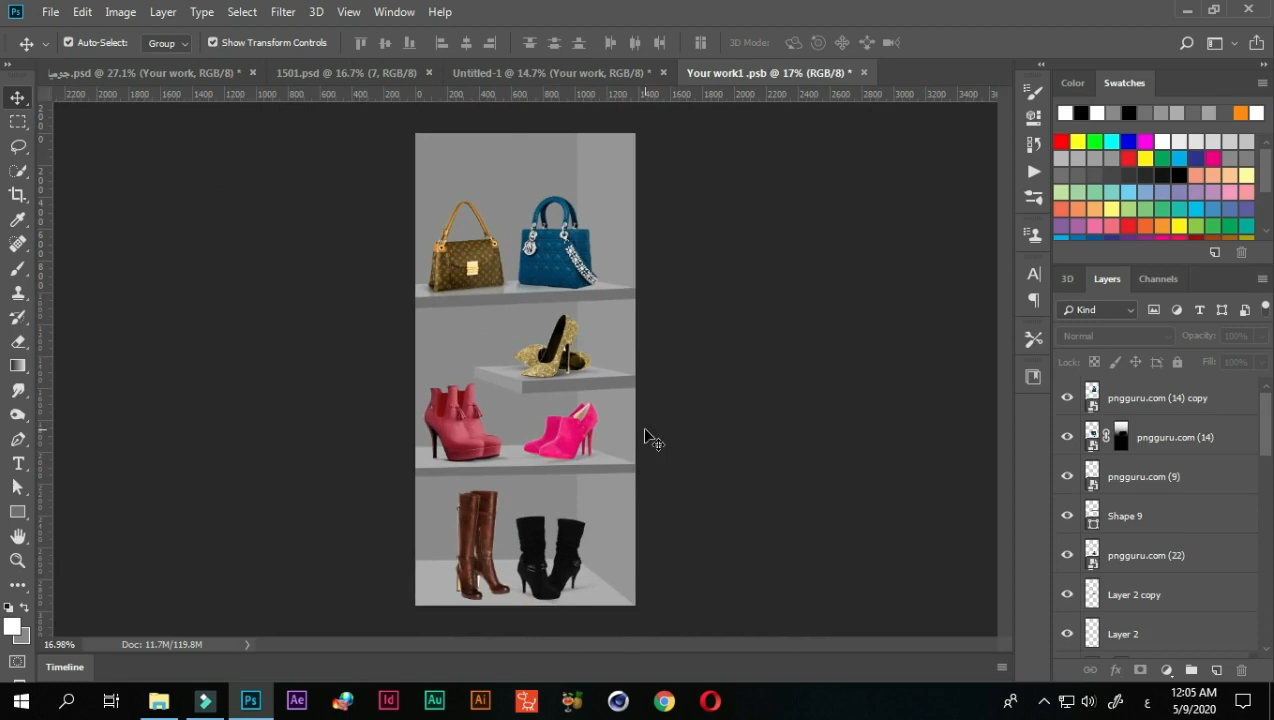 Ps File Edit Image Layer Type Select Filter 3D View Window Help
Auto-Select: Group Show Transform Controls 3D Mode:
.psd @ 27.1% (Your work, RGB/8) * × 1501.psd @ 16.7% (7, RGB/8) × Untitled-1 @ 14.7% (Your work, RGB/8) * × Your work1 .psb @ 17% (RGB/8) * ×
2200 2000 1800 1600 1400 1200 1000 800 600 400 200 0 200 400 600 800 1000 1200 1400 1600 1800 2000 2200 2400 2600 2800 3000 3200 3400
Color Swatches
3D Layers Channels
Kind
Normal Opacity: 100%
Lock: Fill: 100%
pngguru.com (14) copy
pngguru.com (14)
pngguru.com (9)
Shape 9
pngguru.com (22)
Layer 2 copy
Layer 2
16.98% Doc: 11.7M/119.8M
Timeline
Ps Ae Id Au Ai ع 12:05 AM
5/9/2020